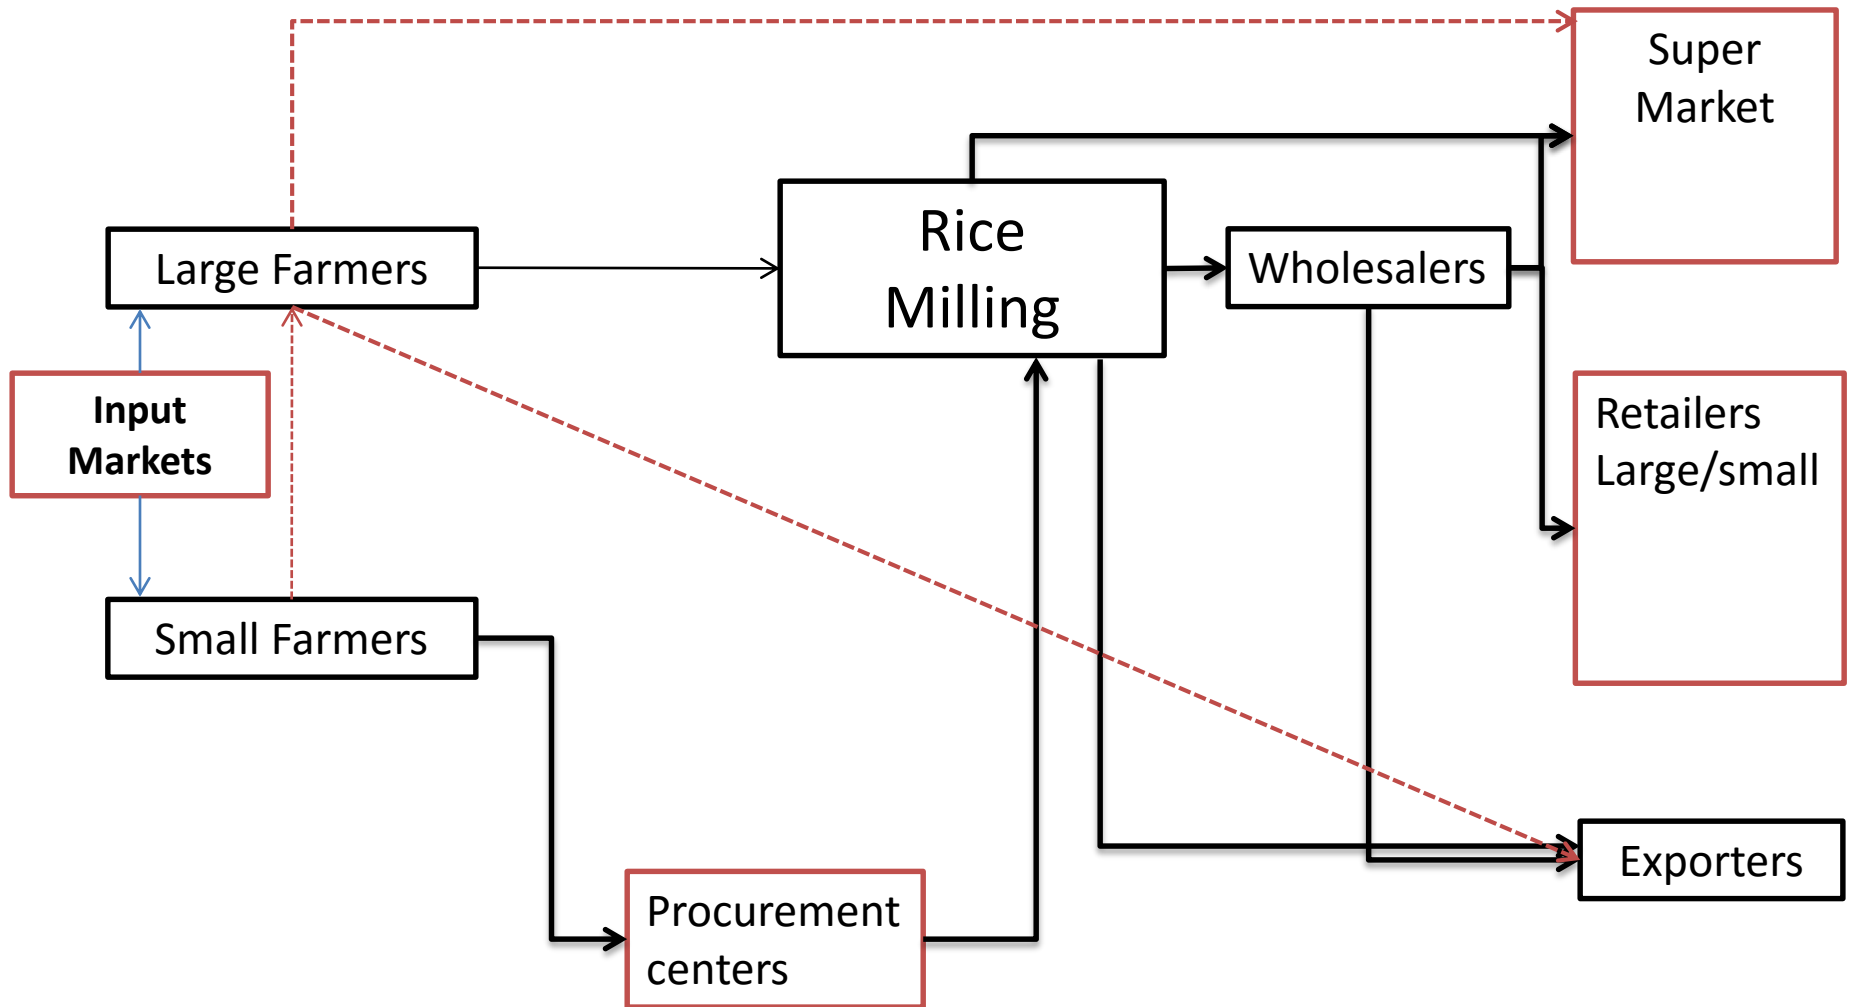 Super
Market
Rice
Milling
Large Farmers
Wholesalers
Input
Markets
Retailers
Large/small
Small Farmers
Exporters
Procurement
centers